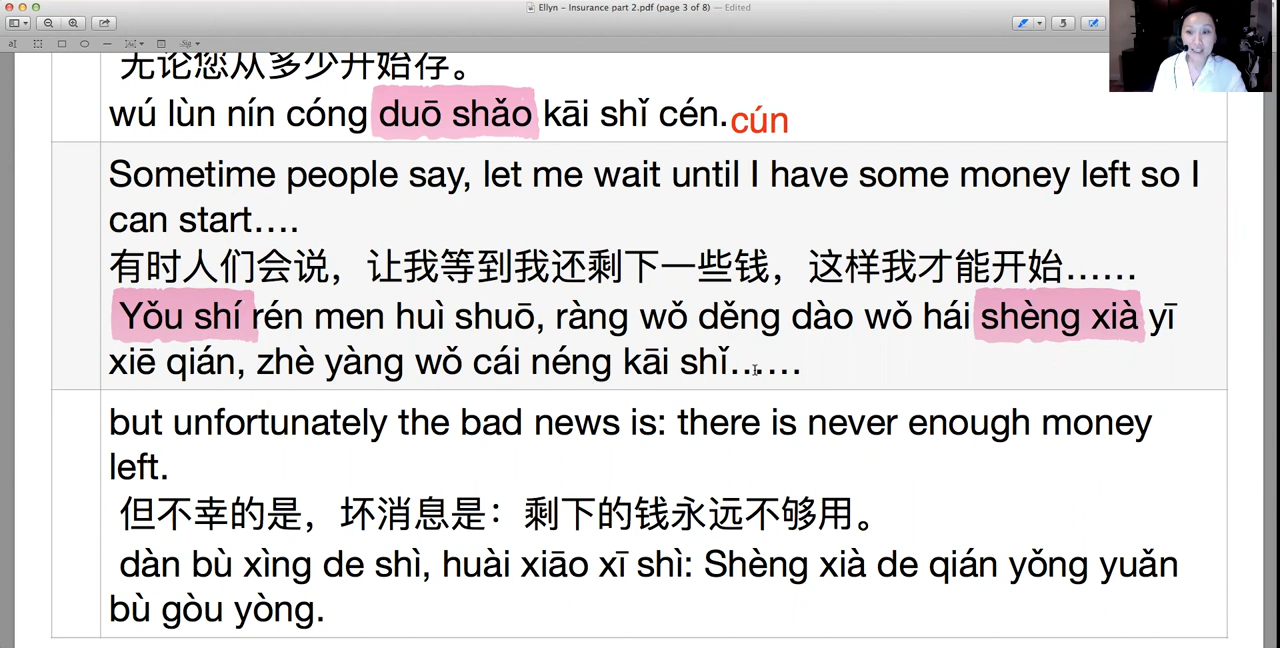 Ellyn – Insurance part 2.pdf (page 3 of 8) — Edited
无论您从多少开始存。
wú lùn nín cóng duō shǎo kāi shǐ cén. cún
Sometime people say, let me wait until I have some money left so I
can start….
有时人们会说，让我等到我还剩下一些钱，这样我才能开始……
Yǒu shí rén men huì shuō, ràng wǒ děng dào wǒ hái shèng xià yī
xiē qián, zhè yàng wǒ cái néng kāi shǐ……
but unfortunately the bad news is: there is never enough money
left.
但不幸的是，坏消息是：剩下的钱永远不够用。
dàn bù xìng de shì, huài xiāo xī shì: Shèng xià de qián yǒng yuǎn
bù gòu yòng.